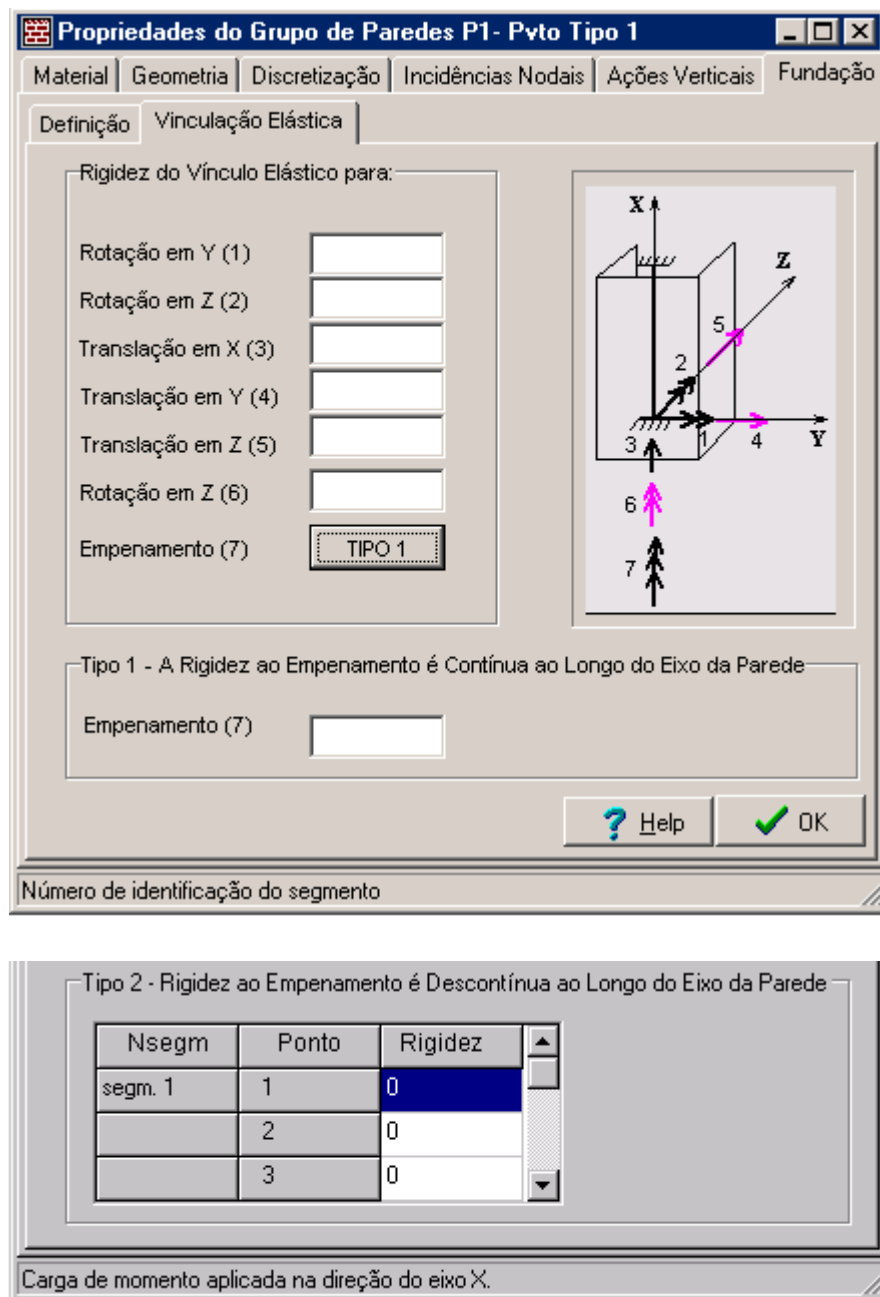 Propriedades do Grupo de Paredes P1- Pvto Tipo 1
Material Geometria Discretização Incidências Nodais Ações Verticais Fundação
Definição Vinculação Elástica
Rigidez do Vínculo Elástico para:
Rotação em Y (1)
Rotação em Z (2)
Translação em X (3)
Translação em Y (4)
Translação em Z (5)
Rotação em Z (6)
Empenamento (7) TIPO 1
X
Z
5
2
3 1 4 Y
6
7
Tipo 1 - A Rigidez ao Empenamento é Contínua ao Longo do Eixo da Parede
Empenamento (7)
? Help OK
Número de identificação do segmento
Tipo 2 - Rigidez ao Empenamento é Descontínua ao Longo do Eixo da Parede
Nsegm Ponto Rigidez
segm. 1 1 0
2 0
3 0
Carga de momento aplicada na direção do eixo X.